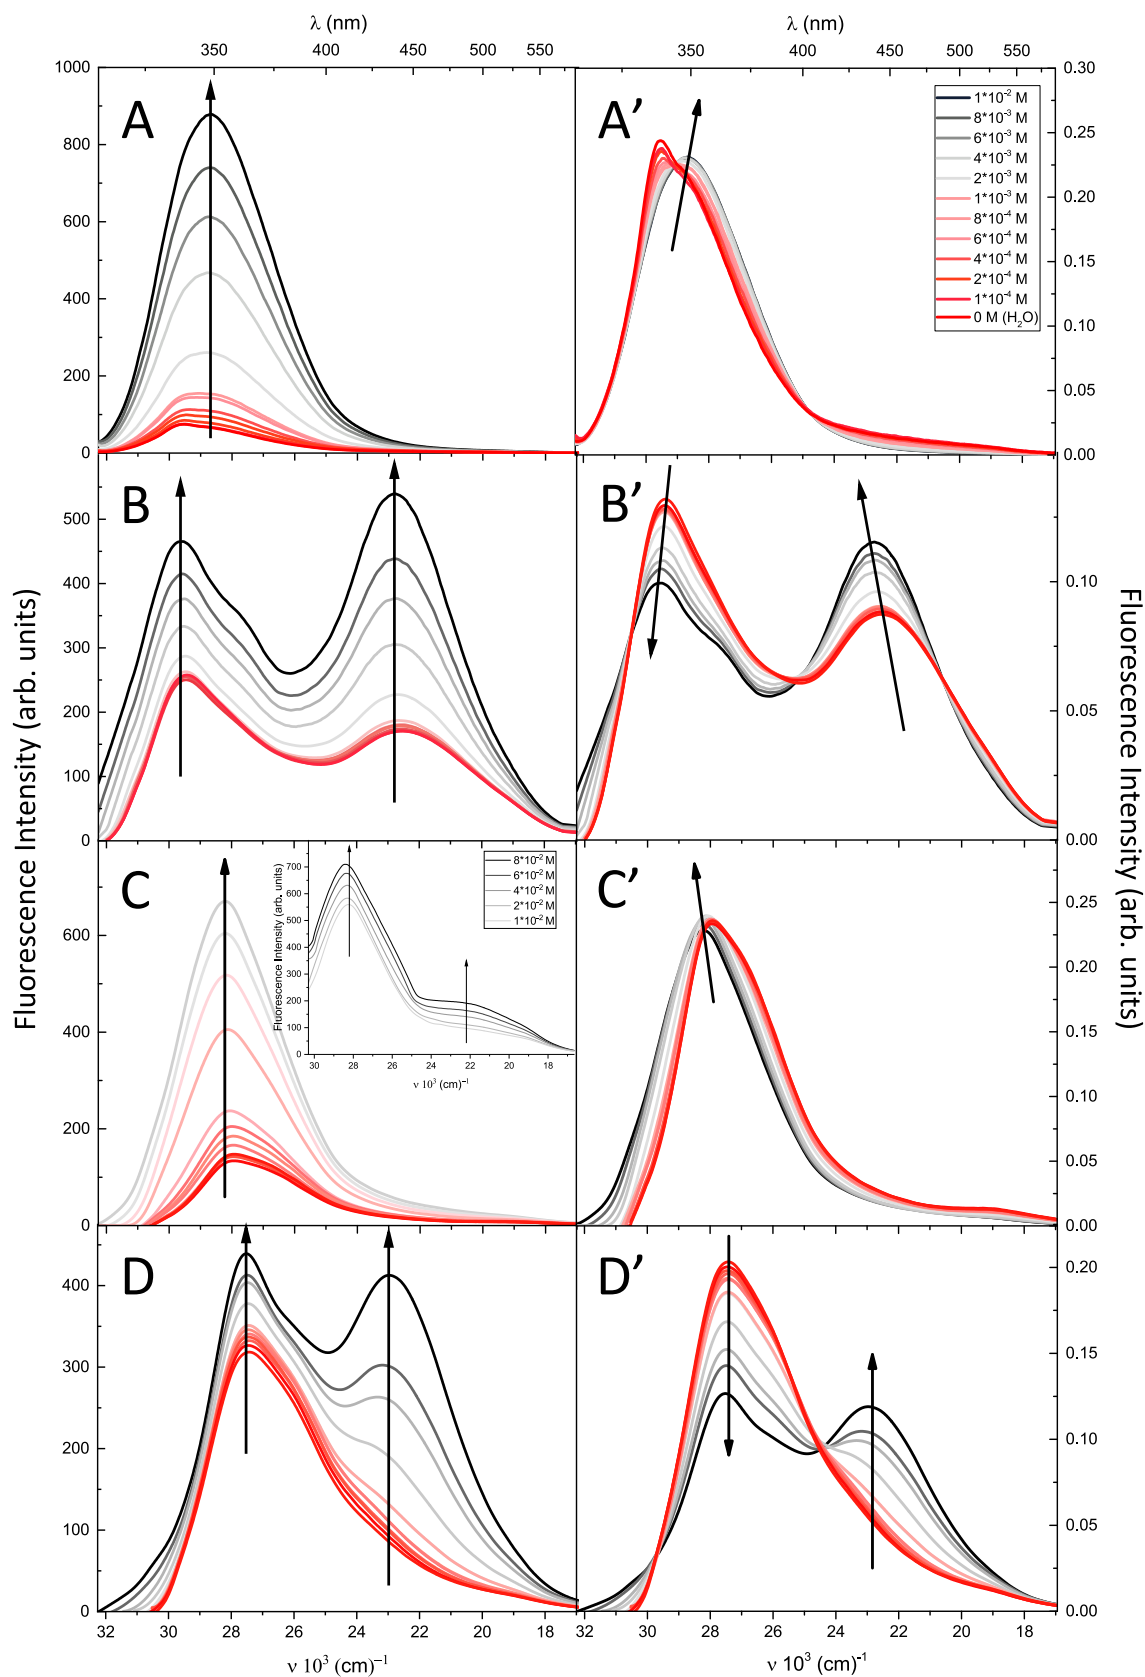 λ (nm)
λ (nm)
350
400
450
500
550
350
400
450
500
550
Fluorescence Intensity (arb. units)
Fluorescence Intensity (arb. units)
1000
800
600
400
200
0
A
A′
0.30
0.25
0.20
0.15
0.10
0.05
0.00
1*10⁻² M
8*10⁻³ M
6*10⁻³ M
4*10⁻³ M
2*10⁻³ M
1*10⁻³ M
8*10⁻⁴ M
6*10⁻⁴ M
4*10⁻⁴ M
2*10⁻⁴ M
1*10⁻⁴ M
0 M (H₂O)
500
450
400
350
300
250
200
150
100
50
0
B
B′
0.10
0.05
0.00
600
400
200
0
C
C′
0.25
0.20
0.15
0.10
0.05
0.00
Fluorescence Intensity (arb. units)
700
600
500
400
300
200
100
0
8*10⁻² M
6*10⁻² M
4*10⁻² M
2*10⁻² M
1*10⁻² M
30 28 26 24 22 20 18
ν 10³ (cm)⁻¹
400
300
200
100
0
D
D′
0.20
0.15
0.10
0.05
0.00
32 30 28 26 24 22 20 18
32 30 28 26 24 22 20 18
ν 10³ (cm)⁻¹
ν 10³ (cm)⁻¹